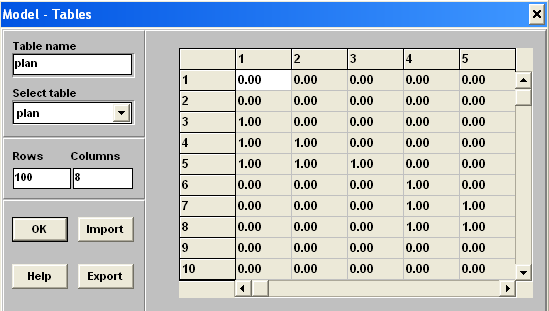 Model - Tables
Table name
plan
Select table
plan
Rows Columns
100 8
OK Import
Help Export
1 2 3 4 5
1 0.00 0.00 0.00 0.00 0.00
2 0.00 0.00 0.00 0.00 0.00
3 1.00 0.00 0.00 0.00 0.00
4 1.00 1.00 0.00 0.00 0.00
5 1.00 1.00 1.00 0.00 0.00
6 0.00 0.00 0.00 1.00 0.00
7 0.00 0.00 0.00 1.00 1.00
8 0.00 0.00 0.00 1.00 1.00
9 0.00 0.00 0.00 0.00 0.00
10 0.00 0.00 0.00 0.00 0.00